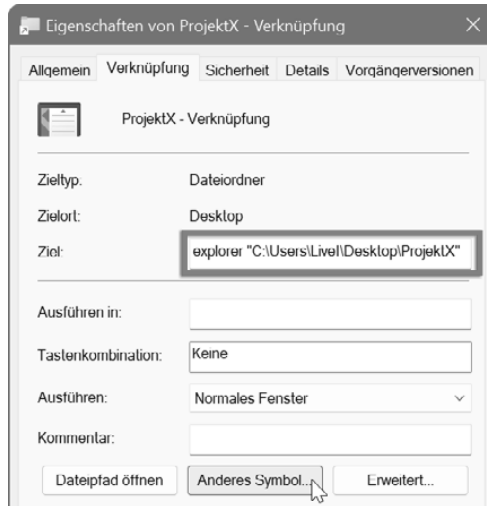 Eigenschaften von ProjektX - Verknüpfung
Allgemein Verknüpfung Sicherheit Details Vorgängerversionen
ProjektX - Verknüpfung
Zieltyp: Dateiordner
Zielort: Desktop
Ziel: explorer "C:\Users\Livel\Desktop\ProjektX"
Ausführen in:
Tastenkombination: Keine
Ausführen: Normales Fenster
Kommentar:
Dateipfad öffnen Anderes Symbol... Erweitert...